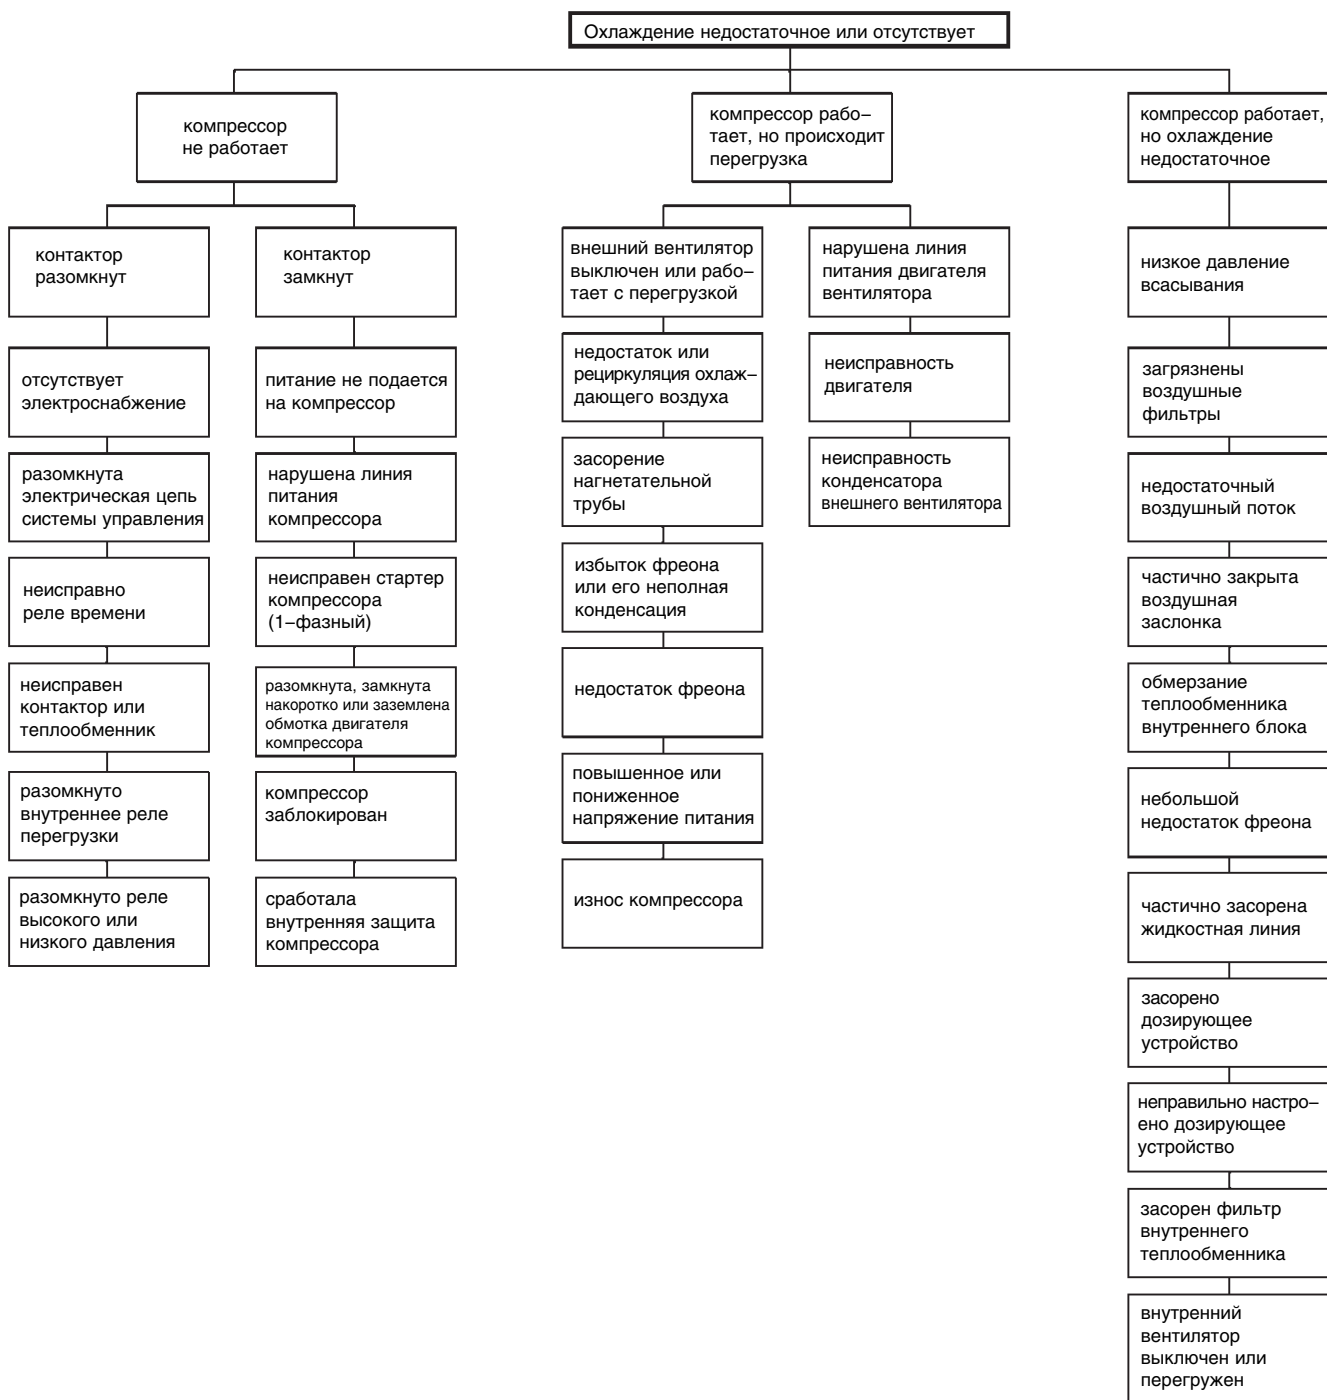 Охлаждение недостаточное или отсутствует
компрессор
не работает
компрессор рабо–
тает, но происходит
перегрузка
компрессор работает,
но охлаждение
недостаточное
контактор
разомкнут
контактор
замкнут
внешний вентилятор
выключен или рабо–
тает с перегрузкой
нарушена линия
питания двигателя
вентилятора
низкое давление
всасывания
отсутствует
электроснабжение
питание не подается
на компрессор
недостаток или
рециркуляция охлаж–
дающего воздуха
неисправность
двигателя
загрязнены
воздушные
фильтры
разомкнута
электрическая цепь
системы управления
нарушена линия
питания
компрессора
засорение
нагнетательной
трубы
неисправность
конденсатора
внешнего вентилятора
недостаточный
воздушный поток
неисправно
реле времени
неисправен стартер
компрессора
(1–фазный)
избыток фреона
или его неполная
конденсация
частично закрыта
воздушная
заслонка
неисправен
контактор или
теплообменник
разомкнута, замкнута
накоротко или заземлена
обмотка двигателя
компрессора
недостаток фреона
обмерзание
теплообменника
внутреннего блока
разомкнуто
внутреннее реле
перегрузки
компрессор
заблокирован
повышенное или
пониженное
напряжение питания
небольшой
недостаток фреона
разомкнуто реле
высокого или
низкого давления
сработала
внутренняя защита
компрессора
износ компрессора
частично засорена
жидкостная линия
засорено
дозирующее
устройство
неправильно настро–
ено дозирующее
устройство
засорен фильтр
внутреннего
теплообменника
внутренний
вентилятор
выключен или
перегружен